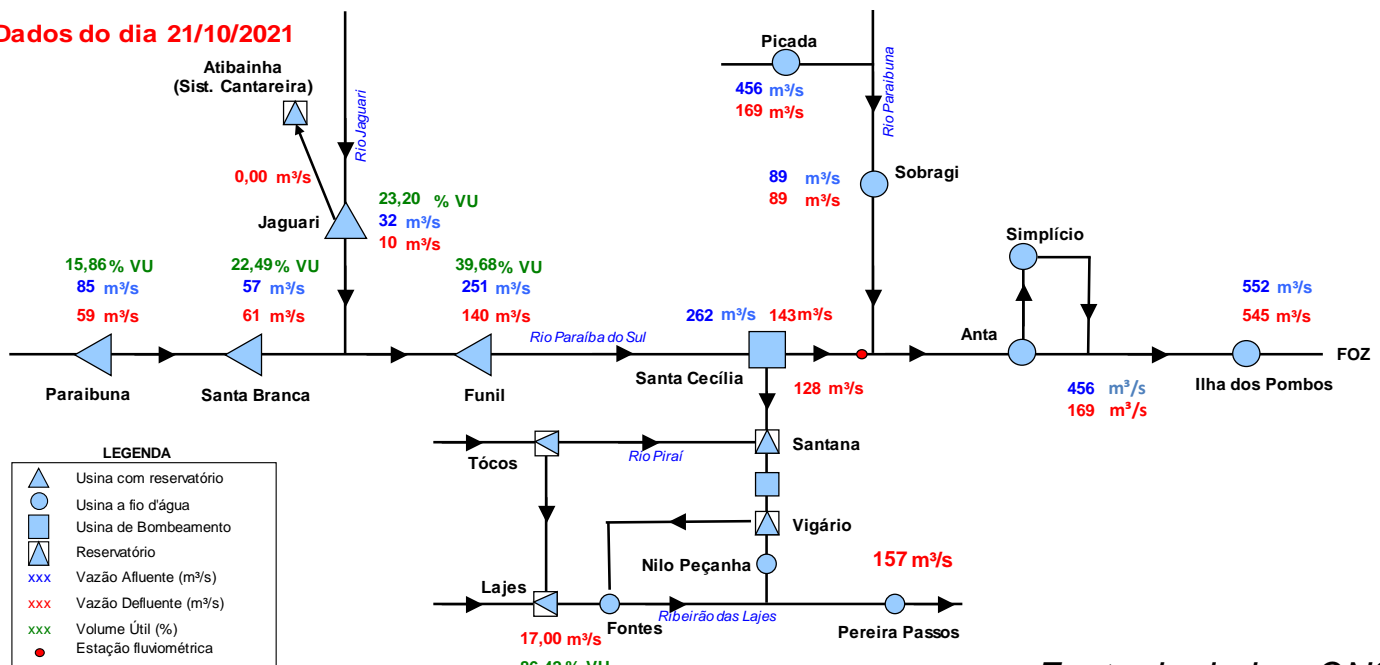 Dados do dia 21/10/2021
Atibainha
(Sist. Cantareira)
Rio Jaguari
0,00 m³/s
Jaguari
23,20 % VU
32 m³/s
10 m³/s
Picada
456 m³/s
169 m³/s
Rio Paraibuna
89 m³/s
89 m³/s
Sobragi
15,86 % VU
85 m³/s
59 m³/s
Paraibuna
22,49 % VU
57 m³/s
61 m³/s
Santa Branca
39,68 % VU
251 m³/s
140 m³/s
Funil
Rio Paraíba do Sul
262 m³/s 143 m³/s
Santa Cecília
128 m³/s
Simplício
Anta
456 m³/s
169 m³/s
552 m³/s
545 m³/s
Ilha dos Pombos
FOZ
Tócos
Rio Piraí
Santana
Vigário
Nilo Peçanha
157 m³/s
Lajes
Fontes
Ribeirão das Lajes
Pereira Passos
17,00 m³/s
86,42 % VU
LEGENDA
Usina com reservatório
Usina a fio d'água
Usina de Bombeamento
Reservatório
xxx Vazão Afluente (m³/s)
xxx Vazão Defluente (m³/s)
xxx Volume Útil (%)
Estação fluviométrica